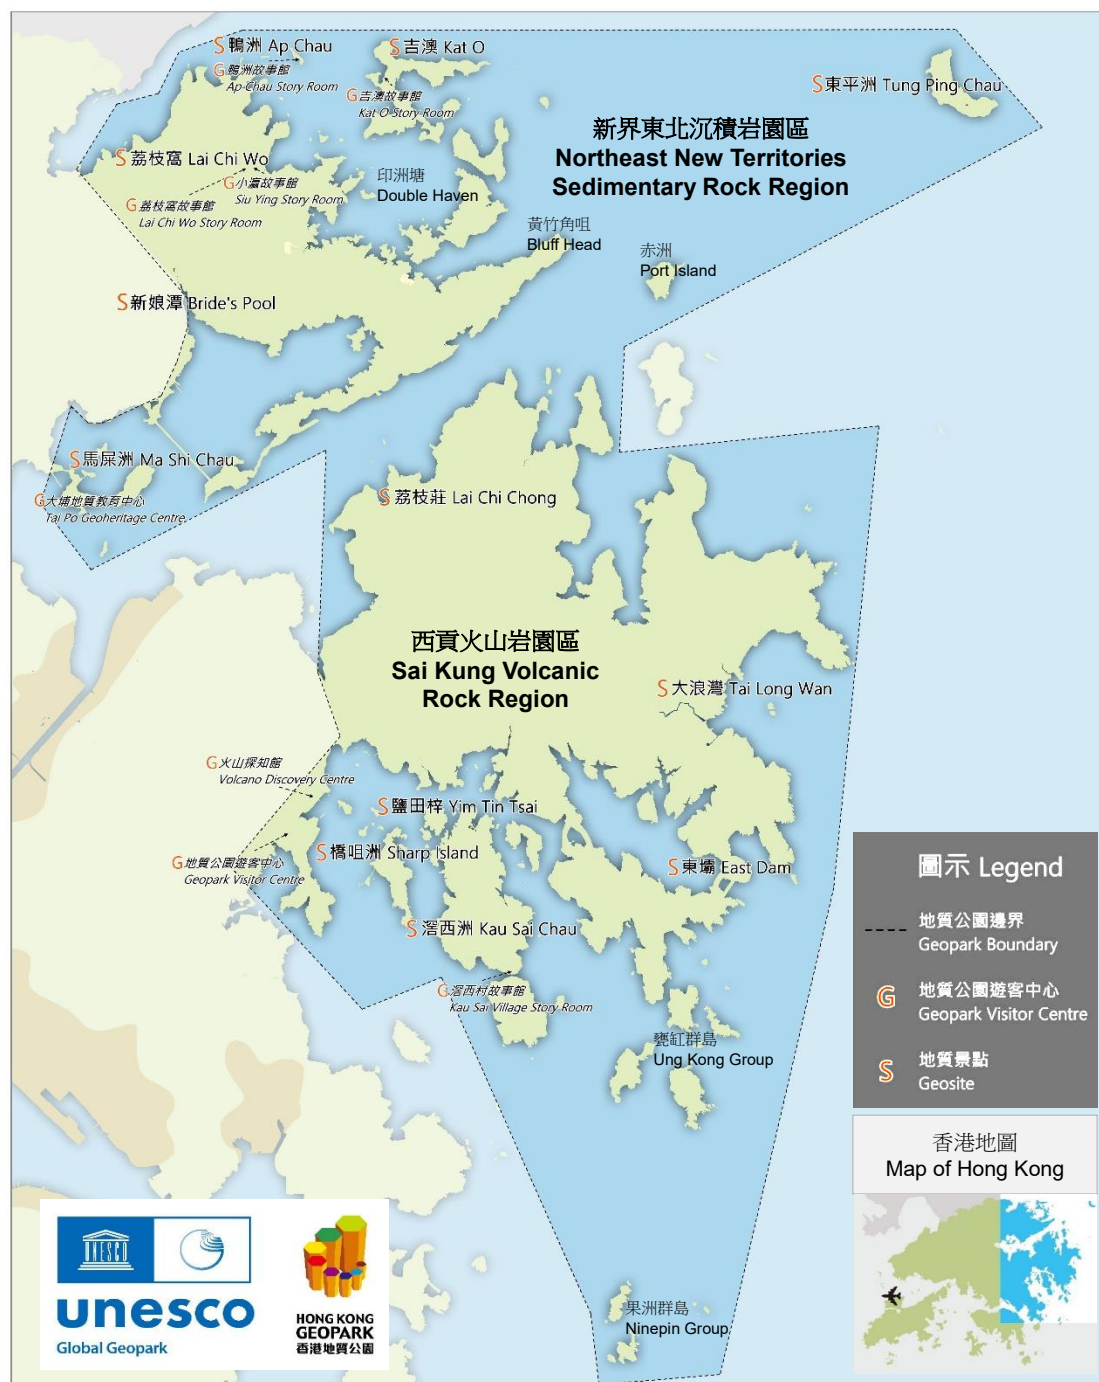 S鴨洲 Ap Chau
G鴨洲故事館
Ap Chau Story Room
S吉澳 Kat O
G吉澳故事館
Kat O Story Room
S東平洲 Tung Ping Chau
新界東北沉積岩園區
Northeast New Territories
Sedimentary Rock Region
S荔枝窩 Lai Chi Wo
G小瀛故事館
Siu Ying Story Room
G荔枝窩故事館
Lai Chi Wo Story Room
印洲塘
Double Haven
黃竹角咀
Bluff Head
赤洲
Port Island
S新娘潭 Bride's Pool
S馬屎洲 Ma Shi Chau
G大埔地質教育中心
Tai Po Geoheritage Centre
S荔枝莊 Lai Chi Chong
西貢火山岩園區
Sai Kung Volcanic
Rock Region
S大浪灣 Tai Long Wan
G火山探知館
Volcano Discovery Centre
S鹽田梓 Yim Tin Tsai
S橋咀洲 Sharp Island
G地質公園遊客中心
Geopark Visitor Centre
S東壩 East Dam
S滘西洲 Kau Sai Chau
G滘西村故事館
Kau Sai Village Story Room
甕缸群島
Ung Kong Group
果洲群島
Ninepin Group
圖示 Legend
地質公園邊界
Geopark Boundary
G
地質公園遊客中心
Geopark Visitor Centre
S
地質景點
Geosite
香港地圖
Map of Hong Kong
UNESCO
unesco
Global Geopark
HONG KONG
GEOPARK
香港地質公園